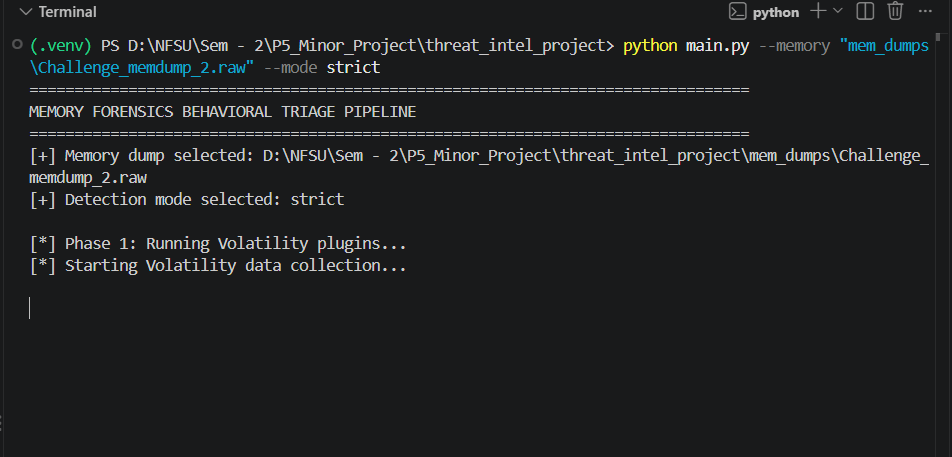 Terminal
python
(.venv) PS D:\NFSU\Sem - 2\P5_Minor_Project\threat_intel_project> python main.py --memory "mem_dumps
\Challenge_memdump_2.raw" --mode strict
================================================================================
MEMORY FORENSICS BEHAVIORAL TRIAGE PIPELINE
================================================================================
[+] Memory dump selected: D:\NFSU\Sem - 2\P5_Minor_Project\threat_intel_project\mem_dumps\Challenge_
memdump_2.raw
[+] Detection mode selected: strict
[*] Phase 1: Running Volatility plugins...
[*] Starting Volatility data collection...